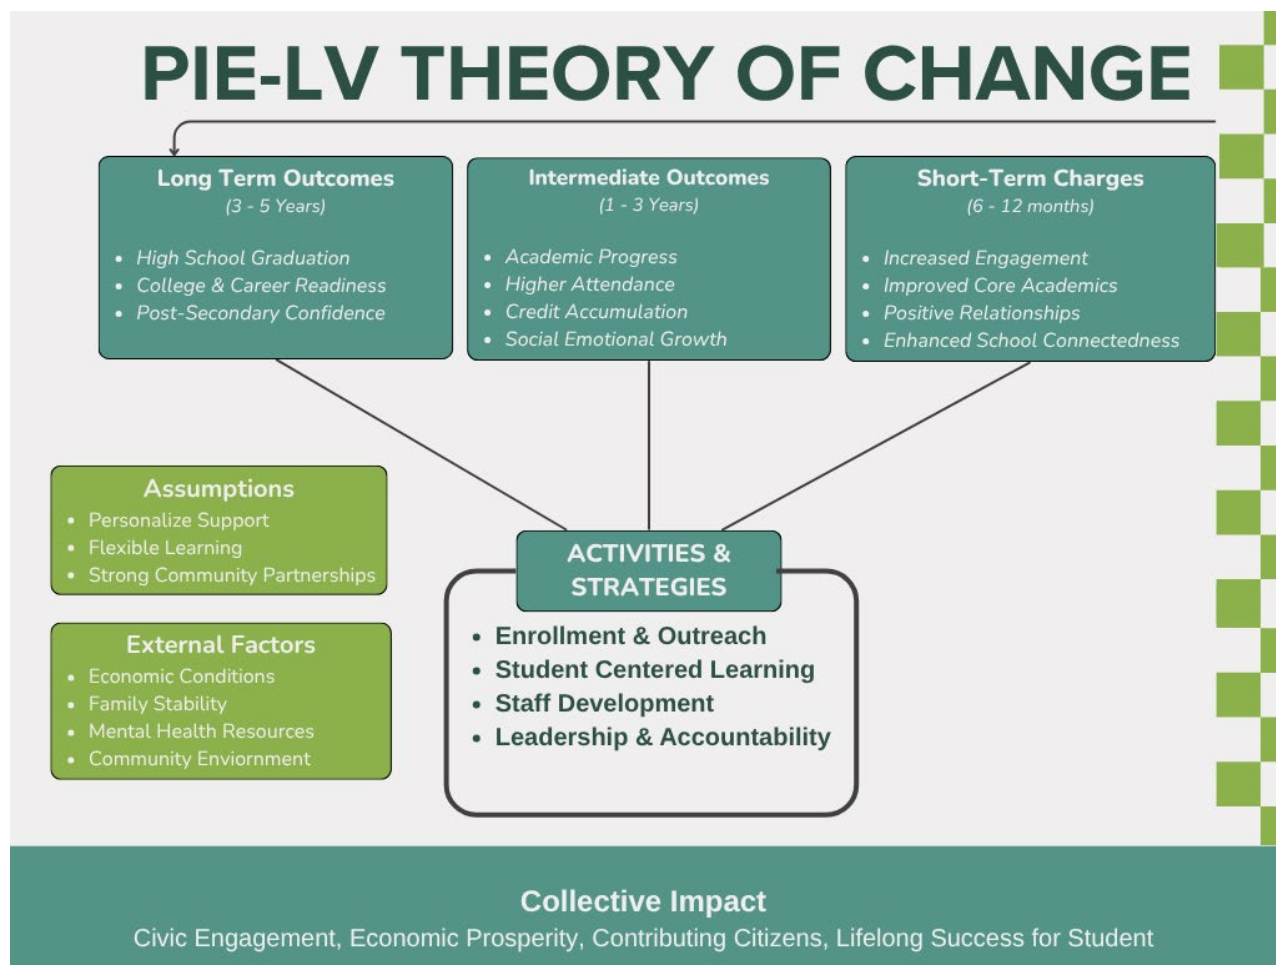 PIE-LV THEORY OF CHANGE
Long Term Outcomes
(3 - 5 Years)
• High School Graduation
• College & Career Readiness
• Post-Secondary Confidence
Intermediate Outcomes
(1 - 3 Years)
• Academic Progress
• Higher Attendance
• Credit Accumulation
• Social Emotional Growth
Short-Term Charges
(6 - 12 months)
• Increased Engagement
• Improved Core Academics
• Positive Relationships
• Enhanced School Connectedness
Assumptions
• Personalize Support
• Flexible Learning
• Strong Community Partnerships
External Factors
• Economic Conditions
• Family Stability
• Mental Health Resources
• Community Enviornment
ACTIVITIES &
STRATEGIES
• Enrollment & Outreach
• Student Centered Learning
• Staff Development
• Leadership & Accountability
Collective Impact
Civic Engagement, Economic Prosperity, Contributing Citizens, Lifelong Success for Student